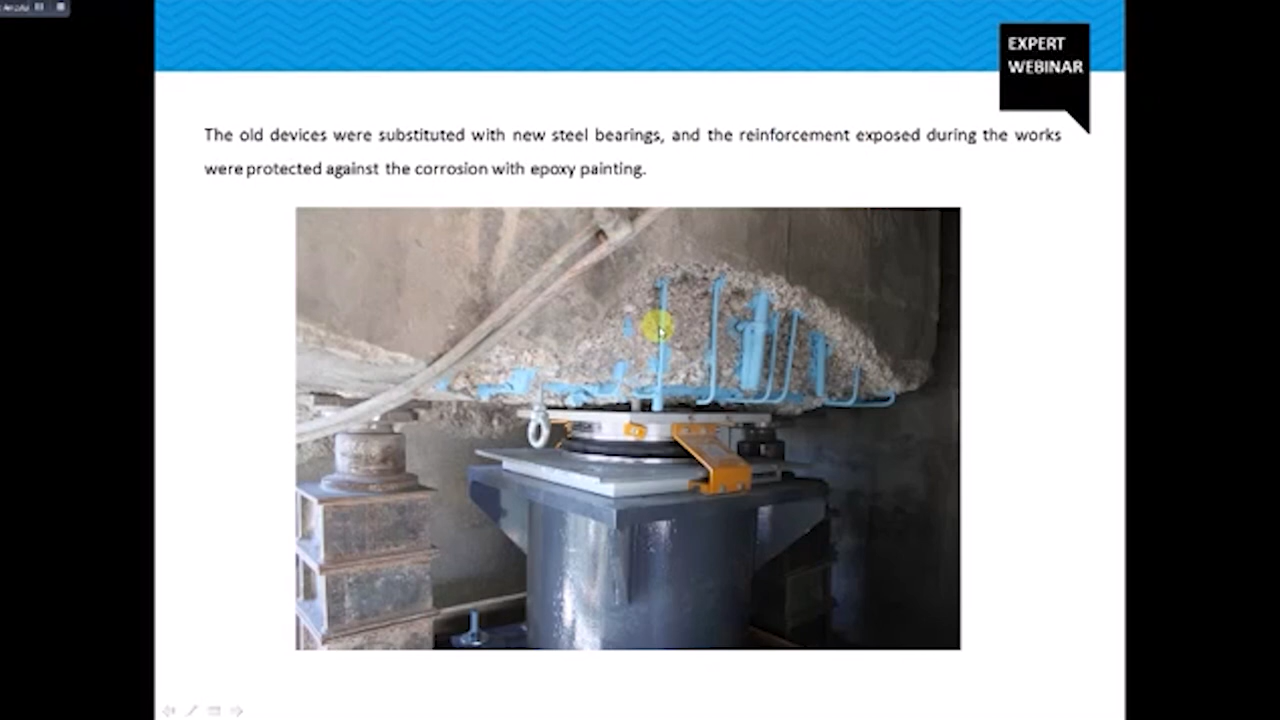 EXPERT
WEBINAR
The old devices were substituted with new steel bearings, and the reinforcement exposed during the works
were protected against the corrosion with epoxy painting.